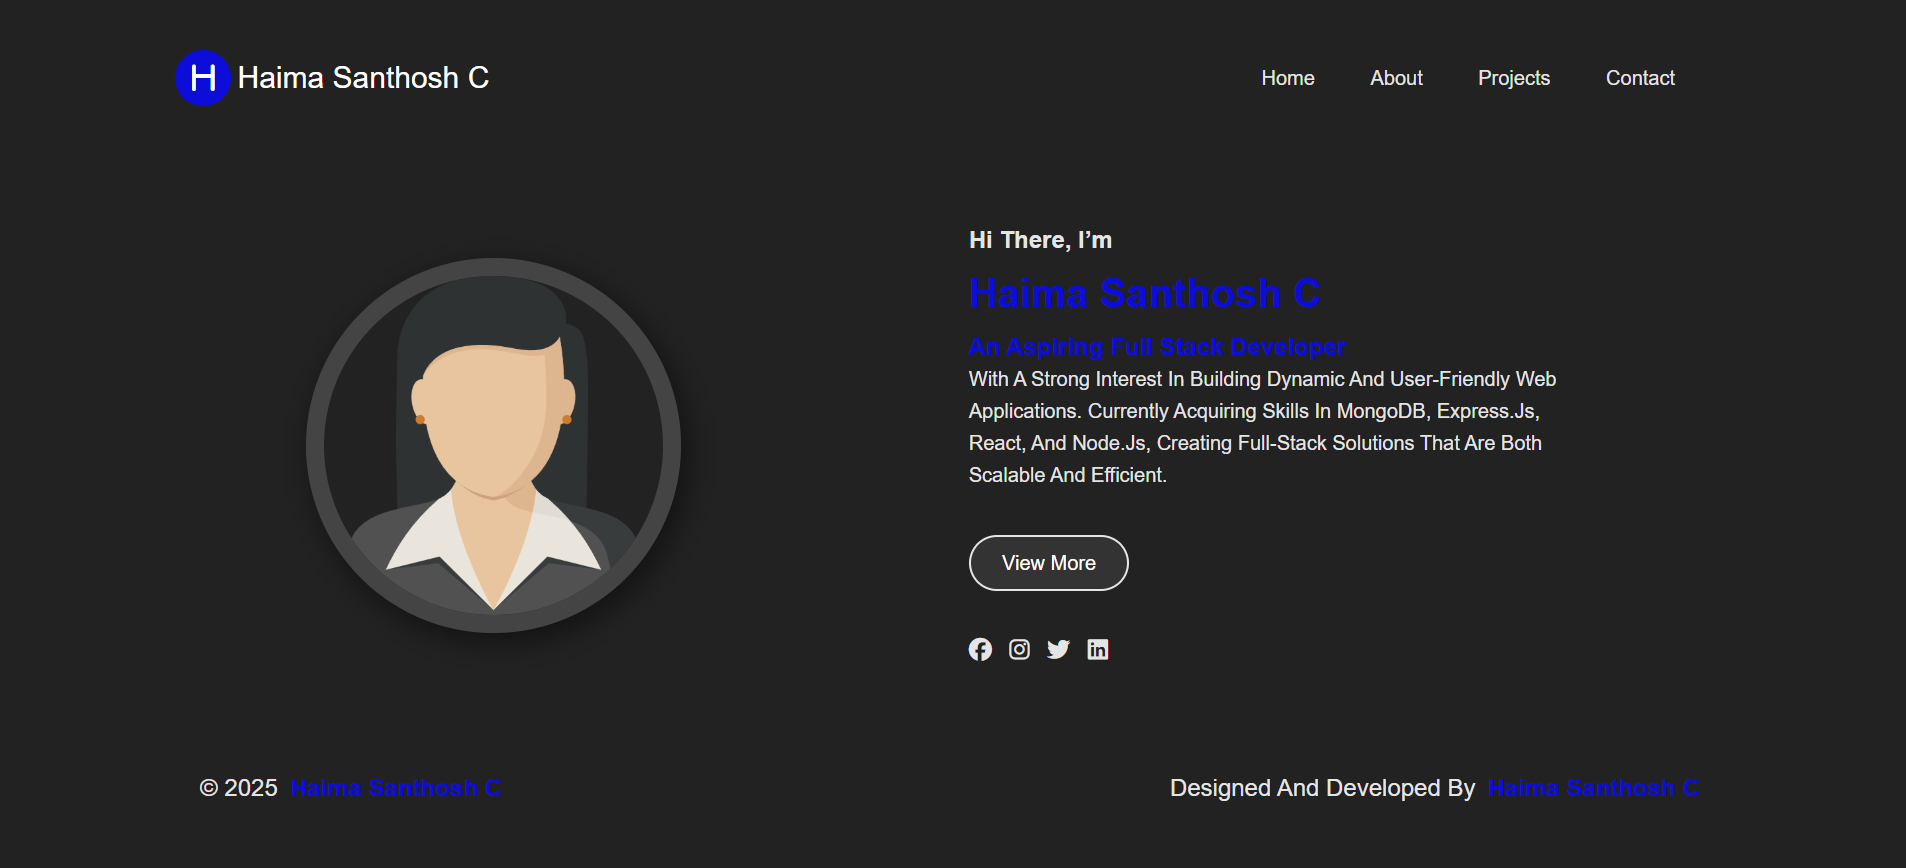 H Haima Santhosh C
Home About Projects Contact
Hi There, I’m
Haima Santhosh C
An Aspiring Full Stack Developer
With A Strong Interest In Building Dynamic And User-Friendly Web
Applications. Currently Acquiring Skills In MongoDB, Express.Js,
React, And Node.Js, Creating Full-Stack Solutions That Are Both
Scalable And Efficient.
View More
© 2025 Haima Santhosh C
Designed And Developed By Haima Santhosh C